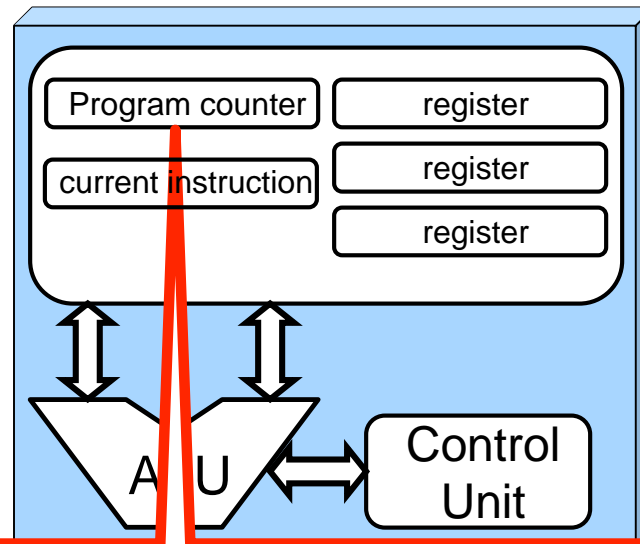 Program counter
register
current instruction
register
register
A U
Control
Unit